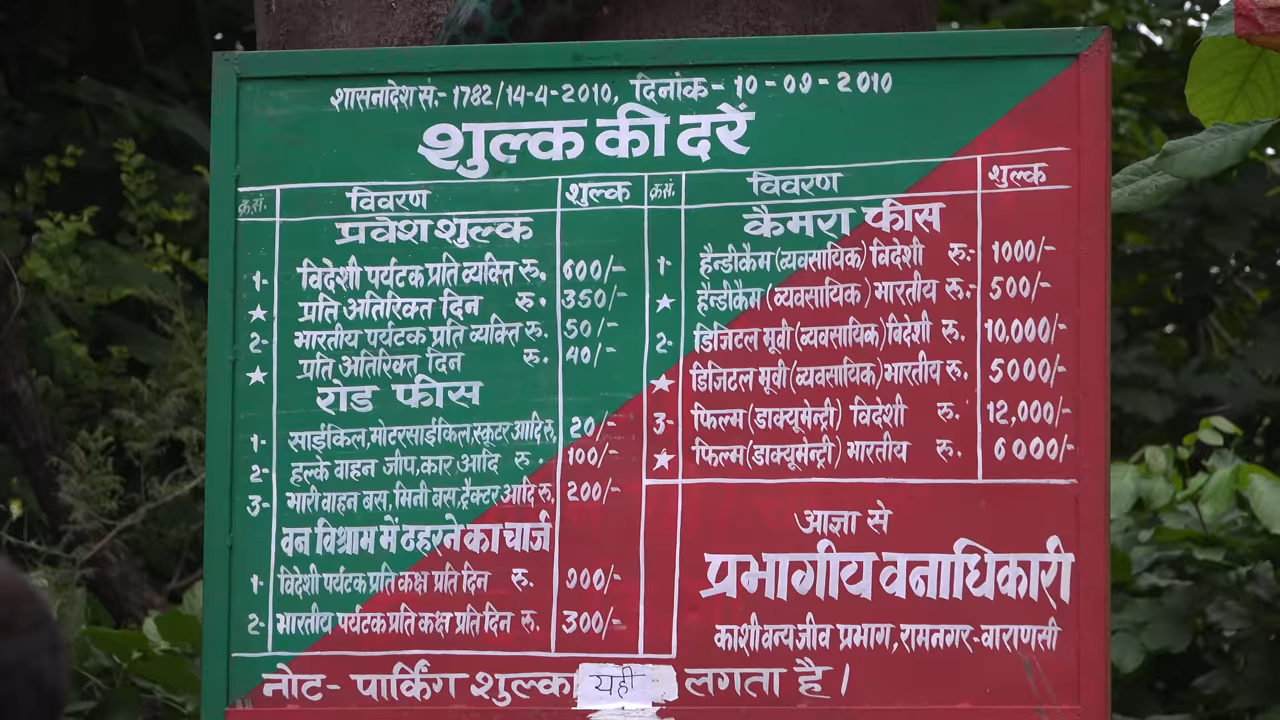 शासनादेश सं.- 1782/14-4-2010, दिनांक- 10-09-2010
शुल्क की दरें
क्र.सं. विवरण शुल्क
प्रवेश शुल्क
1- विदेशी पर्यटक प्रति व्यक्ति रु. 600/-
★ प्रति अतिरिक्त दिन रु. 350/-
2- भारतीय पर्यटक प्रति व्यक्ति रु. 50/-
★ प्रति अतिरिक्त दिन रु. 40/-
रोड फीस
1- साईकिल, मोटरसाईकिल, स्कूटर आदि रु. 20/-
2- हल्के वाहन जीप, कार आदि रु. 100/-
3- भारी वाहन बस, मिनी बस, ट्रैक्टर आदि रु. 200/-
वन विश्राम में ठहरने का चार्ज
1- विदेशी पर्यटक प्रति कक्ष प्रति दिन रु. 900/-
2- भारतीय पर्यटक प्रति कक्ष प्रति दिन रु. 300/-
क्र.सं. विवरण शुल्क
कैमरा फीस
1- हैन्डीकैम (व्यवसायिक) विदेशी रु.- 1000/-
★ हैन्डीकैम (व्यवसायिक) भारतीय रु.- 500/-
2- डिजिटल मूवी (व्यवसायिक) विदेशी रु. 10,000/-
★ डिजिटल मूवी (व्यवसायिक) भारतीय रु. 5000/-
3- फिल्म (डाक्यूमेन्ट्री) विदेशी रु. 12,000/-
★ फिल्म (डाक्यूमेन्ट्री) भारतीय रु. 6000/-
आज्ञा से
प्रभागीय वनाधिकारी
काशी वन्य जीव प्रभाग, रामनगर-वाराणसी
नोट- पार्किंग शुल्क यहाँ लगता है।